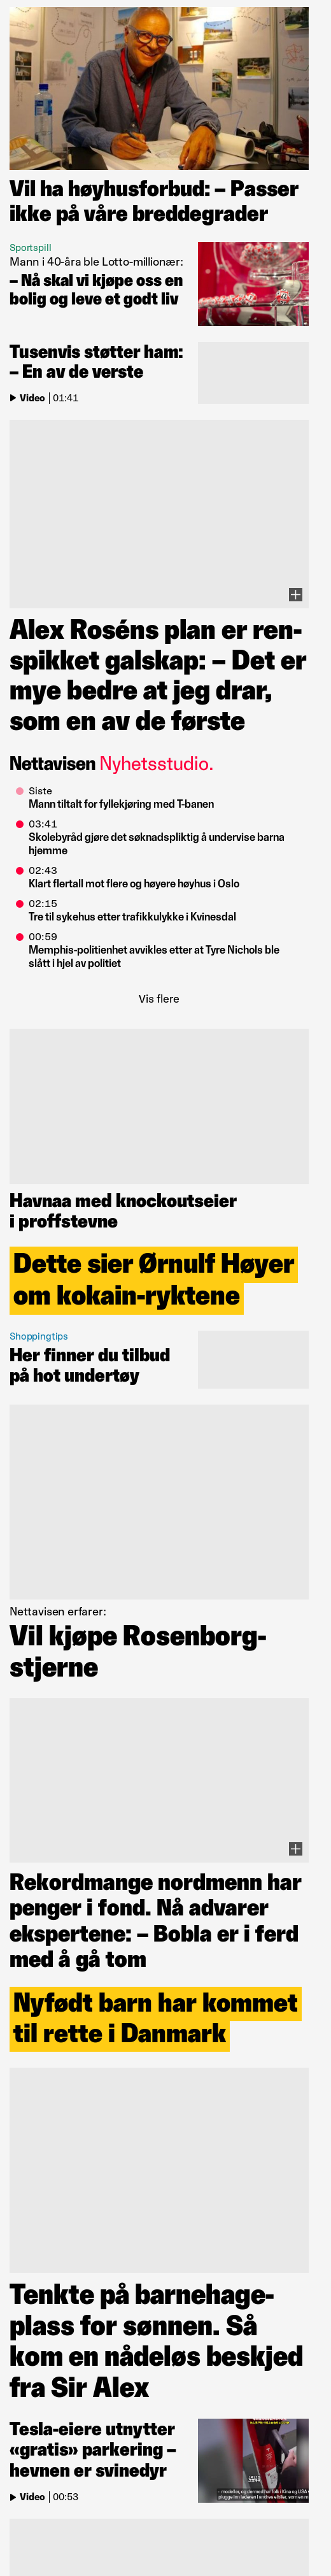 Vil ha høyhusforbud: – Passer
ikke på våre breddegrader
Sportspill
Mann i 40-åra ble Lotto-millionær:
– Nå skal vi kjøpe oss en
bolig og leve et godt liv
Tusenvis støtter ham:
– En av de verste
Video | 01:41
Alex Roséns plan er ren-
spikket galskap: – Det er
mye bedre at jeg drar,
som en av de første
Nettavisen Nyhetsstudio.
Siste
Mann tiltalt for fyllekjøring med T-banen
03:41
Skolebyråd gjøre det søknadspliktig å undervise barna
hjemme
02:43
Klart flertall mot flere og høyere høyhus i Oslo
02:15
Tre til sykehus etter trafikkulykke i Kvinesdal
00:59
Memphis-politienhet avvikles etter at Tyre Nichols ble
slått i hjel av politiet
Vis flere
Havnaa med knockoutseier
i proffstevne
Dette sier Ørnulf Høyer
om kokain-ryktene
Shoppingtips
Her finner du tilbud
på hot undertøy
Nettavisen erfarer:
Vil kjøpe Rosenborg-
stjerne
Rekordmange nordmenn har
penger i fond. Nå advarer
ekspertene: – Bobla er i ferd
med å gå tom
Nyfødt barn har kommet
til rette i Danmark
Tenkte på barnehage-
plass for sønnen. Så
kom en nådeløs beskjed
fra Sir Alex
Tesla-eiere utnytter
«gratis» parkering –
hevnen er svinedyr
Video | 00:53